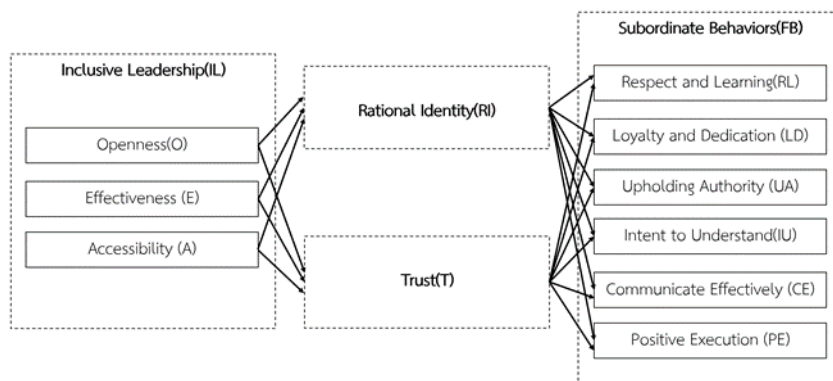 Inclusive Leadership(IL)
Openness(O)
Effectiveness (E)
Accessibility (A)
Rational Identity(RI)
Trust(T)
Subordinate Behaviors(FB)
Respect and Learning(RL)
Loyalty and Dedication (LD)
Upholding Authority (UA)
Intent to Understand(IU)
Communicate Effectively (CE)
Positive Execution (PE)